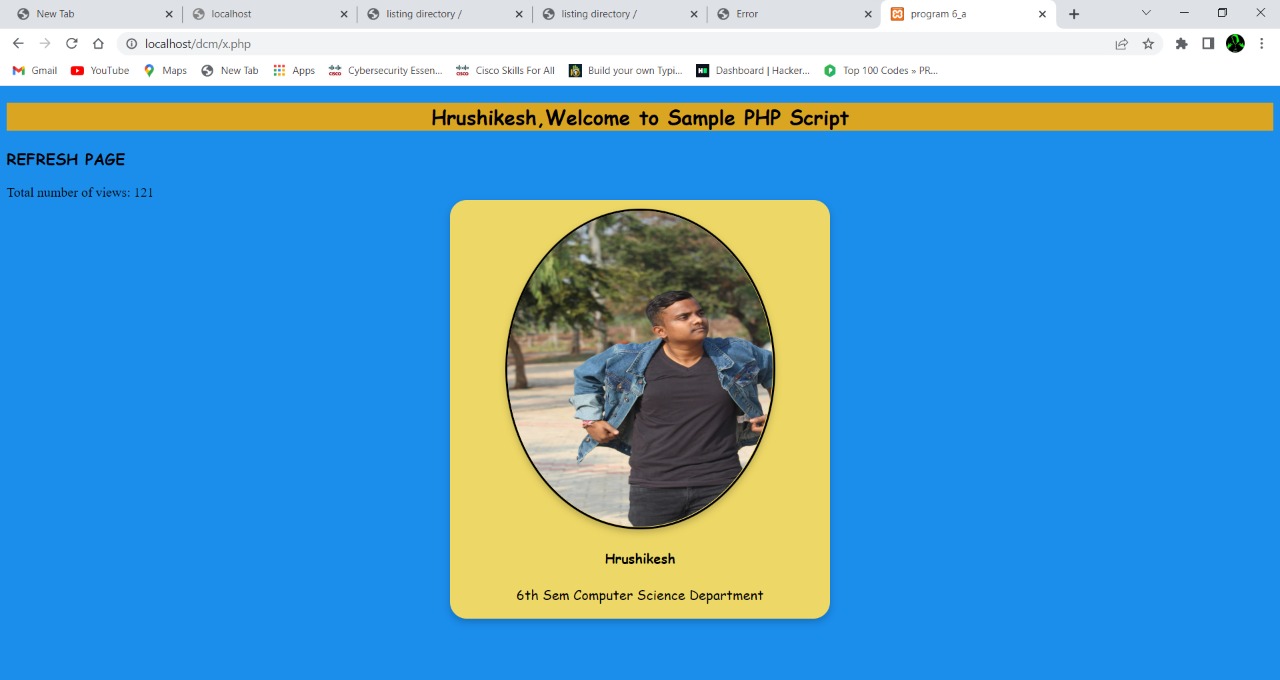 New Tab
localhost
listing directory /
listing directory /
Error
program 6_a
localhost/dcm/x.php
Gmail
YouTube
Maps
New Tab
Apps
Cybersecurity Essen...
Cisco Skills For All
Build your own Typi...
Dashboard | Hacker...
Top 100 Codes » PR...
Hrushikesh,Welcome to Sample PHP Script
REFRESH PAGE
Total number of views: 121
Hrushikesh
6th Sem Computer Science Department